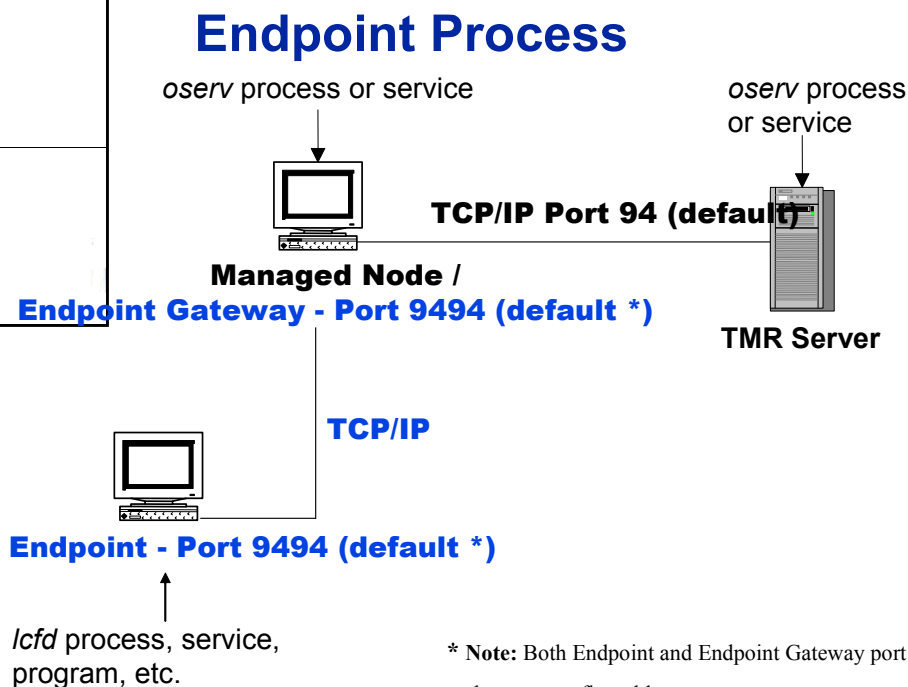 Endpoint Process
oserv process or service
oserv process
or service
TCP/IP Port 94 (default)
Managed Node /
Endpoint Gateway - Port 9494 (default *)
TMR Server
TCP/IP
Endpoint - Port 9494 (default *)
lcfd process, service,
program, etc.
* Note: Both Endpoint and Endpoint Gateway port